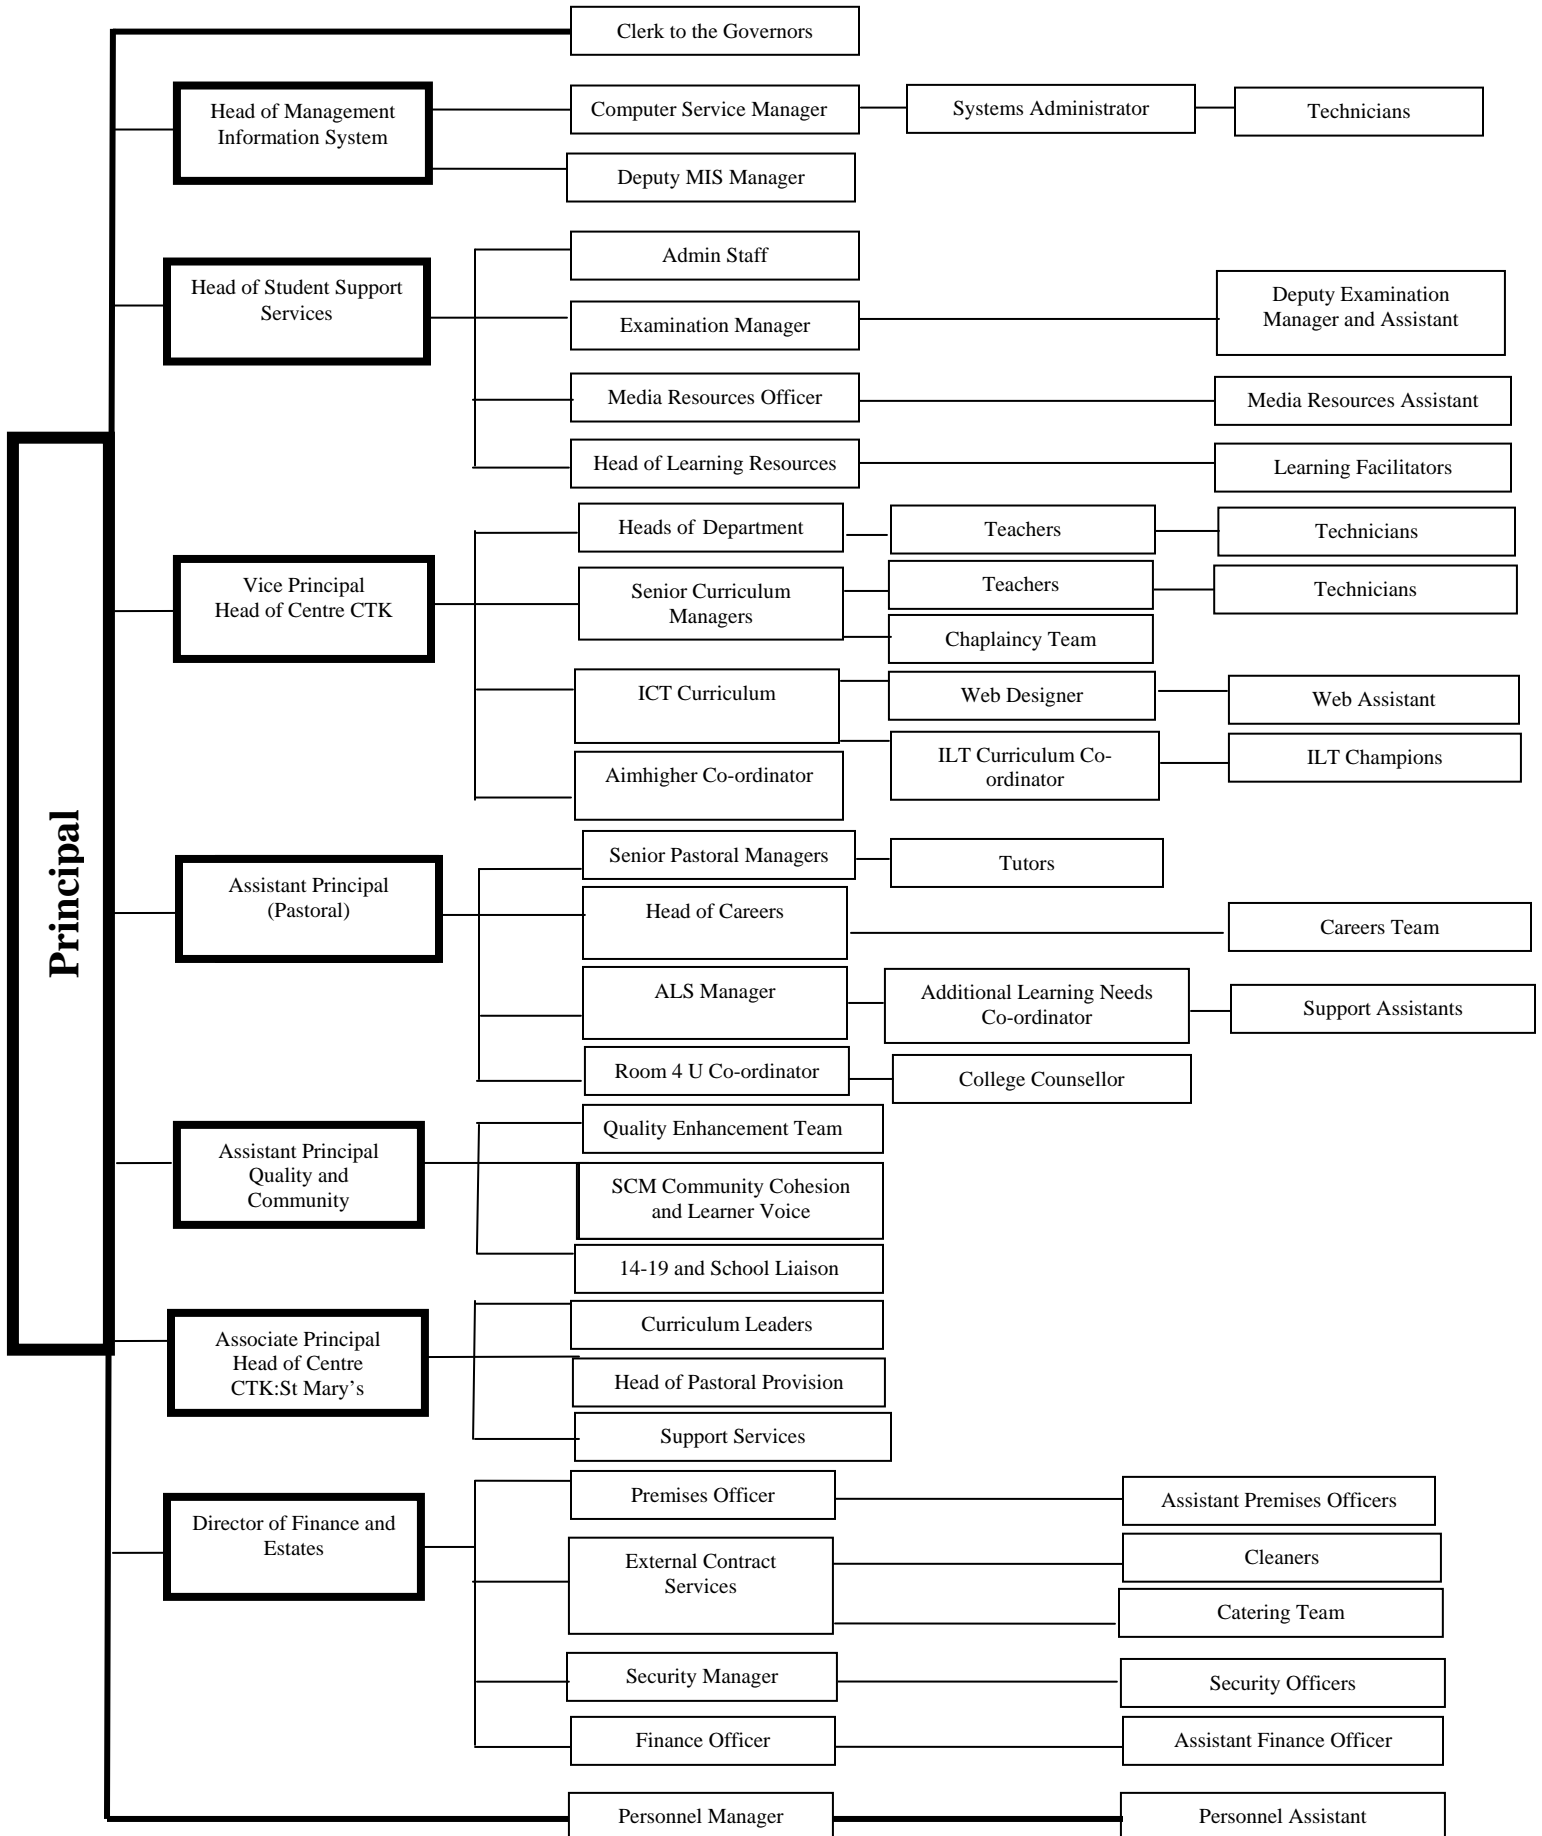 Clerk to the Governors
Head of Management
Information System
Computer Service Manager
Systems Administrator
Technicians
Deputy MIS Manager
Head of Student Support
Services
Admin Staff
Examination Manager
Deputy Examination
Manager and Assistant
Media Resources Officer
Media Resources Assistant
Head of Learning Resources
Learning Facilitators
Principal
Vice Principal
Head of Centre CTK
Heads of Department
Teachers
Technicians
Senior Curriculum
Managers
Teachers
Technicians
Chaplaincy Team
ICT Curriculum
Web Designer
Web Assistant
ILT Curriculum Co-
ordinator
ILT Champions
Aimhigher Co-ordinator
Assistant Principal
(Pastoral)
Senior Pastoral Managers
Tutors
Head of Careers
Careers Team
ALS Manager
Additional Learning Needs
Co-ordinator
Support Assistants
Room 4 U Co-ordinator
College Counsellor
Assistant Principal
Quality and
Community
Quality Enhancement Team
SCM Community Cohesion
and Learner Voice
14-19 and School Liaison
Associate Principal
Head of Centre
CTK:St Mary's
Curriculum Leaders
Head of Pastoral Provision
Support Services
Director of Finance and
Estates
Premises Officer
Assistant Premises Officers
External Contract
Services
Cleaners
Catering Team
Security Manager
Security Officers
Finance Officer
Assistant Finance Officer
Personnel Manager
Personnel Assistant